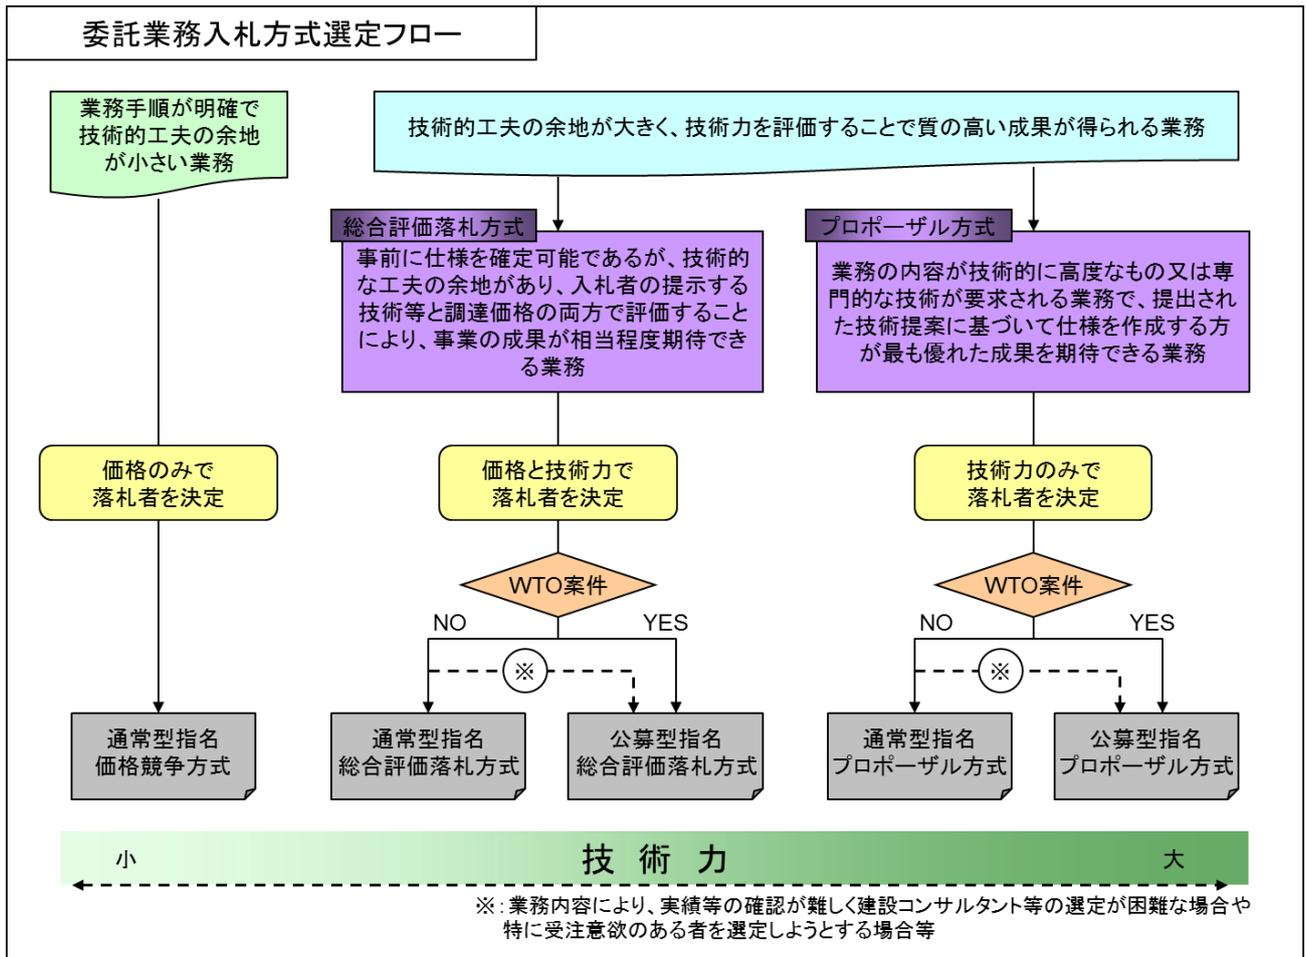 委託業務入札方式選定フロー
業務手順が明確で
技術的工夫の余地
が小さい業務
技術的工夫の余地が大きく、技術力を評価することで質の高い成果が得られる業務
総合評価落札方式
事前に仕様を確定可能であるが、技術的
な工夫の余地があり、入札者の提示する
技術等と調達価格の両方で評価すること
により、事業の成果が相当程度期待でき
る業務
プロポーザル方式
業務の内容が技術的に高度なもの又は専
門的な技術が要求される業務で、提出され
た技術提案に基づいて仕様を作成する方
が最も優れた成果を期待できる業務
価格のみで
落札者を決定
価格と技術力で
落札者を決定
技術力のみで
落札者を決定
WTO案件
NO
YES
※
WTO案件
NO
YES
※
通常型指名
価格競争方式
通常型指名
総合評価落札方式
公募型指名
総合評価落札方式
通常型指名
プロポーザル方式
公募型指名
プロポーザル方式
小
技 術 力
大
※：業務内容により、実績等の確認が難しく建設コンサルタント等の選定が困難な場合や
特に受注意欲のある者を選定しようとする場合等